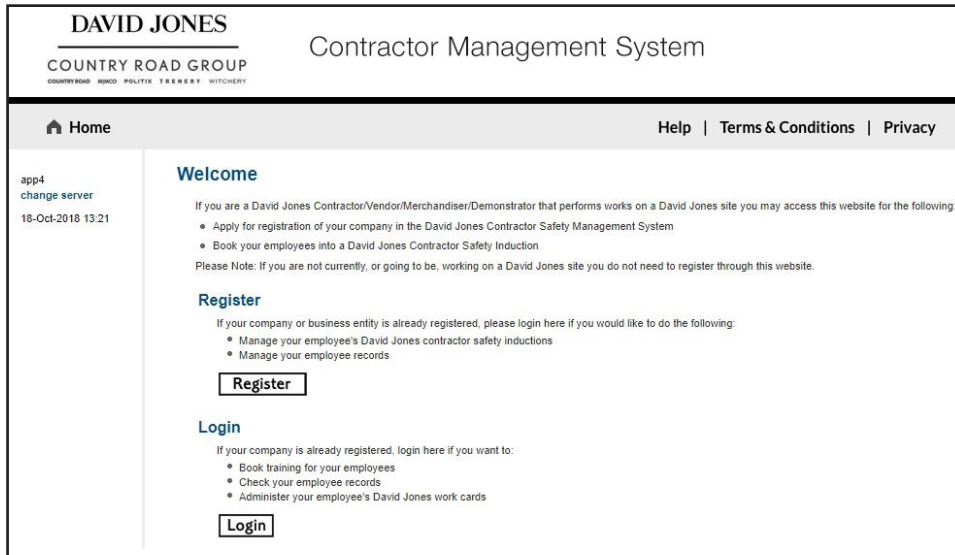 DAVID JONES
COUNTRY ROAD GROUP
COUNTRY ROAD MIMCO POLITIX TRENERY WITCHERY
Contractor Management System
Home
Help | Terms & Conditions | Privacy
app4
change server
18-Oct-2018 13:21
Welcome
If you are a David Jones Contractor/Vendor/Merchandiser/Demonstrator that performs works on a David Jones site you may access this website for the following:
Apply for registration of your company in the David Jones Contractor Safety Management System
Book your employees into a David Jones Contractor Safety Induction
Please Note: If you are not currently, or going to be, working on a David Jones site you do not need to register through this website.
Register
If your company or business entity is already registered, please login here if you would like to do the following:
Manage your employee's David Jones contractor safety inductions
Manage your employee records
Register
Login
If your company is already registered, login here if you want to:
Book training for your employees
Check your employee records
Administer your employee's David Jones work cards
Login